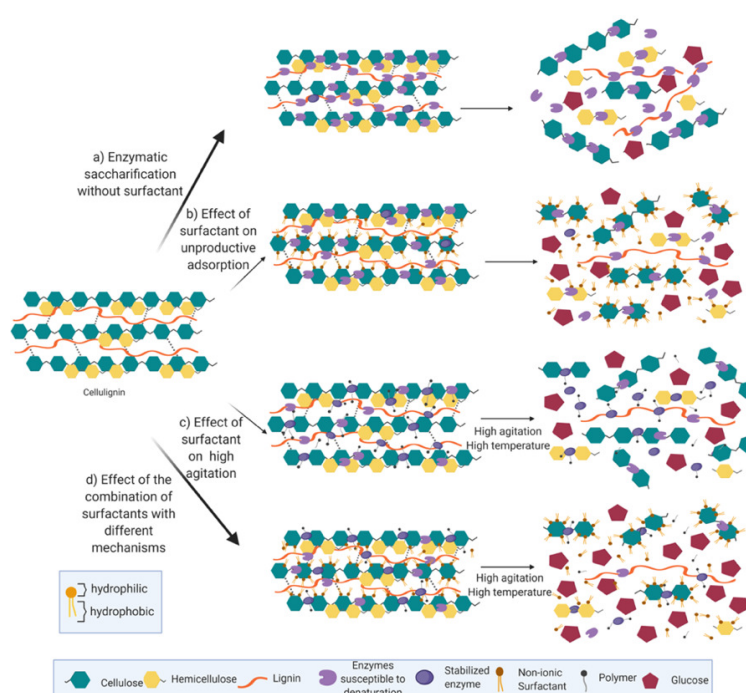 a) Enzymatic
saccharification
without surfactant
b) Effect of
surfactant on
unproductive
adsorption
Cellulignin
c) Effect of
surfactant
on high
agitation
High agitation
High temperature
d) Effect of the
combination of
surfactants with
different
mechanisms
High agitation
High temperature
hydrophilic
hydrophobic
Cellulose
Hemicellulose
Lignin
Enzymes
susceptible to
denaturation
Stabilized
enzyme
Non-ionic
Surfactant
Polymer
Glucose